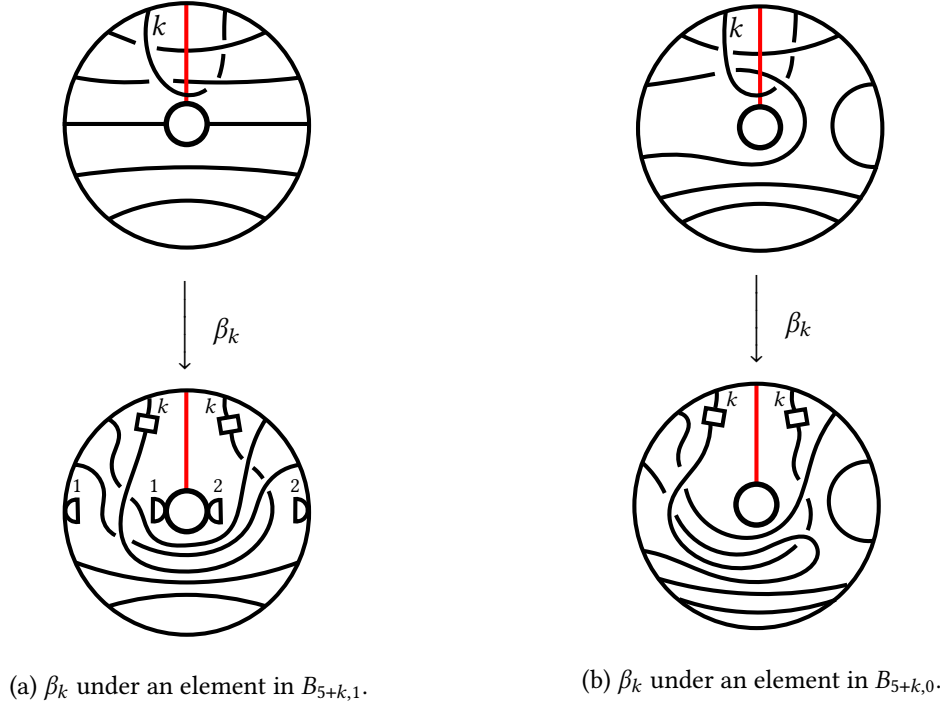 k
k
β_k
β_k
k k
k k
1 1 2 2
(a) β_k under an element in B_{5+k,1}.
(b) β_k under an element in B_{5+k,0}.